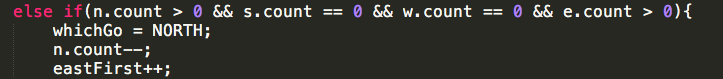 else if(n.count > 0 && s.count == 0 && w.count == 0 && e.count > 0){
whichGo = NORTH;
n.count--;
eastFirst++;